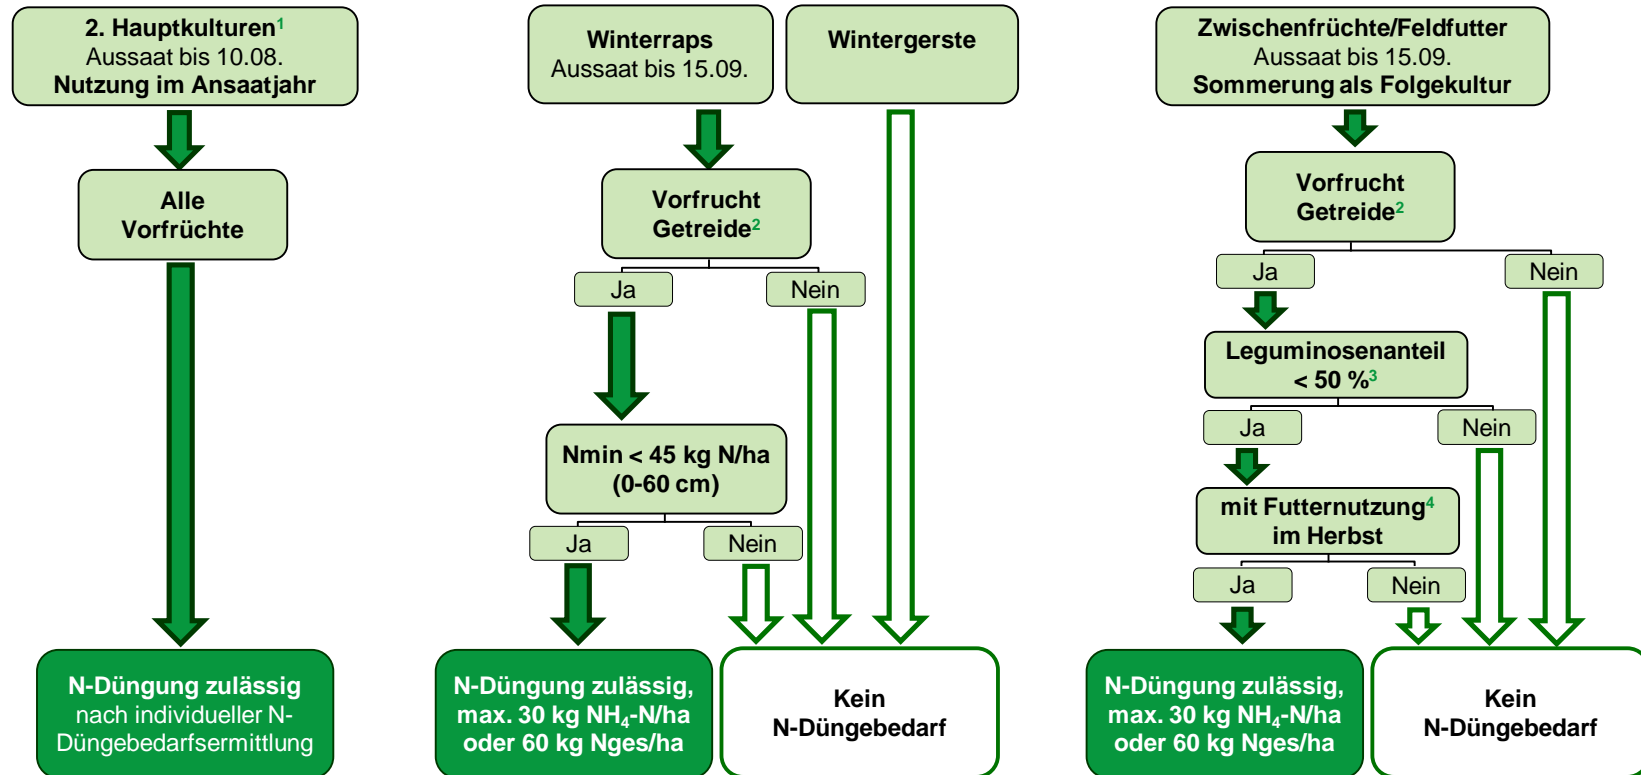 2. Hauptkulturen¹
Aussaat bis 10.08.
Nutzung im Ansaatjahr
Alle
Vorfrüchte
N-Düngung zulässig
nach individueller N-
Düngebedarfsermittlung
Winterraps
Aussaat bis 15.09.
Wintergerste
Vorfrucht
Getreide²
Ja
Nein
Nmin < 45 kg N/ha
(0-60 cm)
Ja
Nein
N-Düngung zulässig,
max. 30 kg NH₄-N/ha
oder 60 kg Nges/ha
Kein
N-Düngebedarf
Zwischenfrüchte/Feldfutter
Aussaat bis 15.09.
Sommerung als Folgekultur
Vorfrucht
Getreide²
Ja
Nein
Leguminosenanteil
< 50 %³
Ja
Nein
mit Futternutzung⁴
im Herbst
Ja
Nein
N-Düngung zulässig,
max. 30 kg NH₄-N/ha
oder 60 kg Nges/ha
Kein
N-Düngebedarf